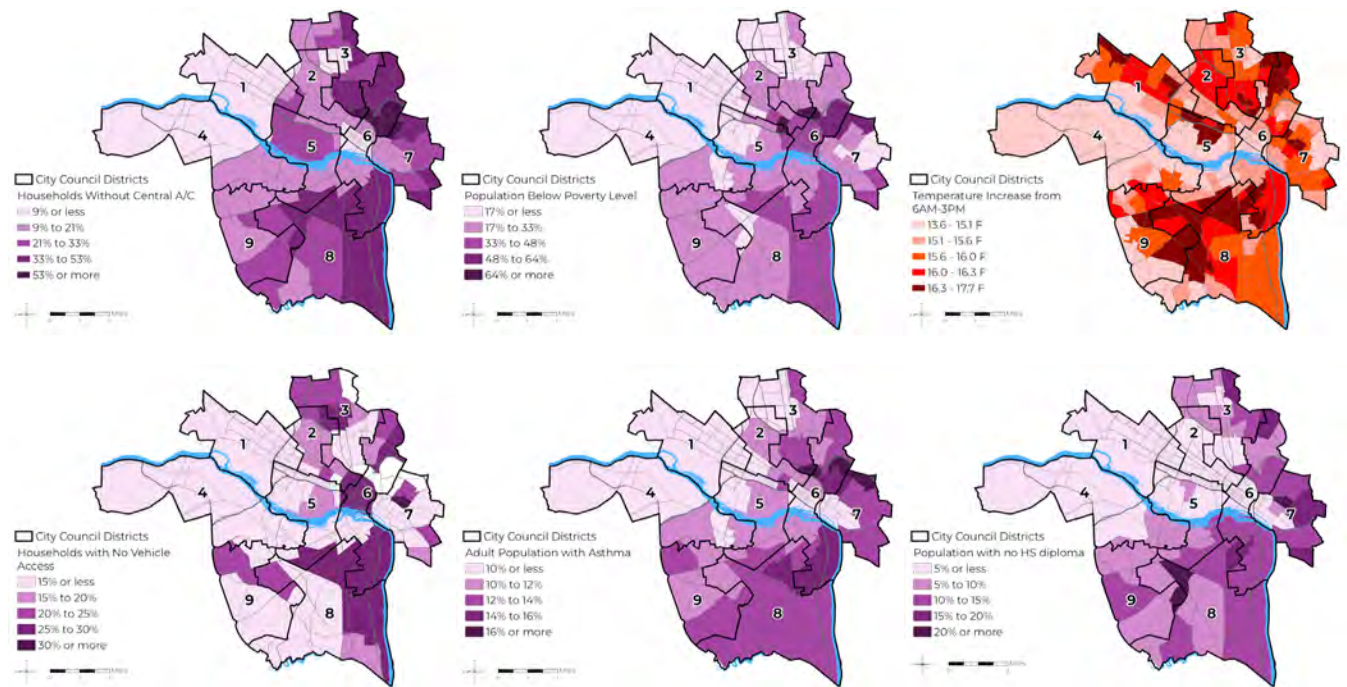 1
2
3
4
5
6
7
8
9
City Council Districts
Households Without Central A/C
9% or less
9% to 21%
21% to 33%
33% to 53%
53% or more
1
2
3
4
5
6
7
8
9
City Council Districts
Population Below Poverty Level
17% or less
17% to 33%
33% to 48%
48% to 64%
64% or more
1
2
3
4
5
6
7
8
9
City Council Districts
Temperature Increase from
6AM-3PM
13.6 - 15.1 F
15.1 - 15.6 F
15.6 - 16.0 F
16.0 - 16.3 F
16.3 - 17.7 F
1
2
3
4
5
6
7
8
9
City Council Districts
Households with No Vehicle
Access
15% or less
15% to 20%
20% to 25%
25% to 30%
30% or more
1
2
3
4
5
6
7
8
9
City Council Districts
Adult Population with Asthma
10% or less
10% to 12%
12% to 14%
14% to 16%
16% or more
1
2
3
4
5
6
7
8
9
City Council Districts
Population with no HS diploma
5% or less
5% to 10%
10% to 15%
15% to 20%
20% or more